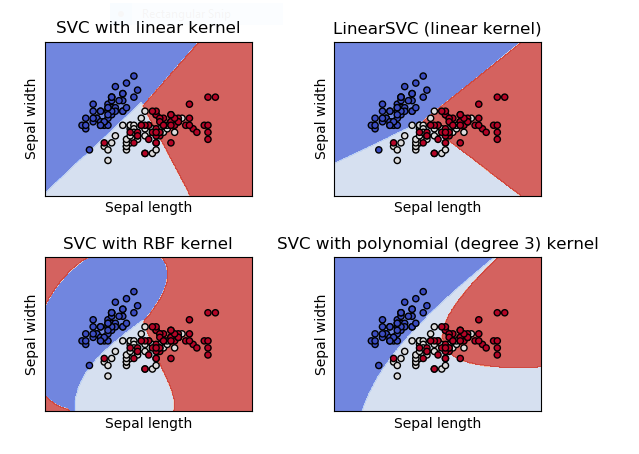 SVC with linear kernel
LinearSVC (linear kernel)
Sepal width
Sepal width
Sepal length
Sepal length
SVC with RBF kernel
SVC with polynomial (degree 3) kernel
Sepal width
Sepal width
Sepal length
Sepal length